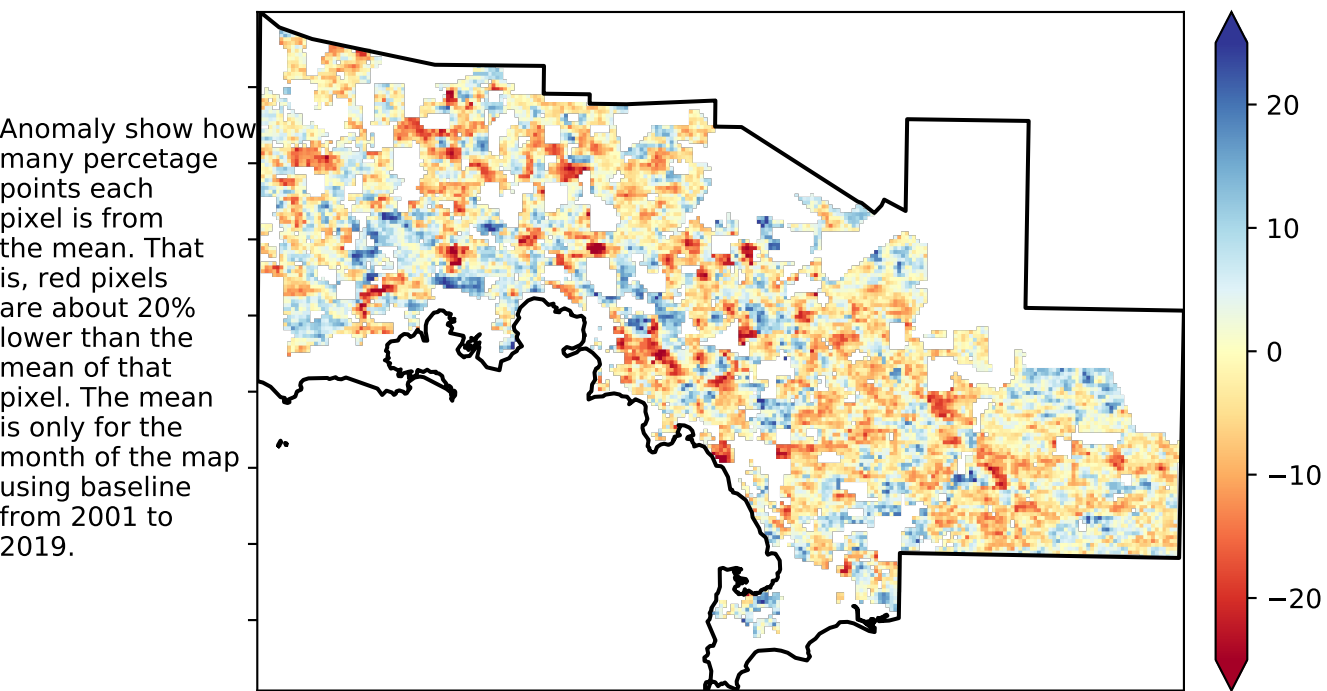 Anomaly show how
many percetage
points each
pixel is from
the mean. That
is, red pixels
are about 20%
lower than the
mean of that
pixel. The mean
is only for the
month of the map
using baseline
from 2001 to
2019.
20
10
0
−10
−20